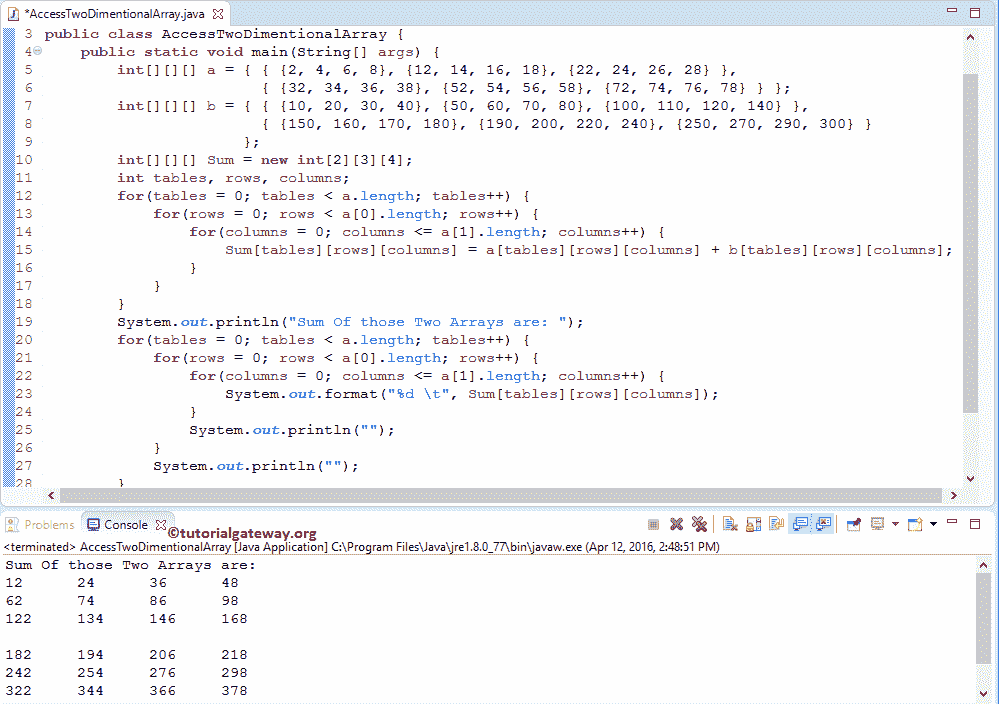 *AccessTwoDimentionalArray.java
3 public class AccessTwoDimentionalArray {
4 public static void main(String[] args) {
5 int[][][] a = { { {2, 4, 6, 8}, {12, 14, 16, 18}, {22, 24, 26, 28} },
6 { {32, 34, 36, 38}, {52, 54, 56, 58}, {72, 74, 76, 78} } };
7 int[][][] b = { { {10, 20, 30, 40}, {50, 60, 70, 80}, {100, 110, 120, 140} },
8 { {150, 160, 170, 180}, {190, 200, 220, 240}, {250, 270, 290, 300} }
9 };
10 int[][][] Sum = new int[2][3][4];
11 int tables, rows, columns;
12 for(tables = 0; tables < a.length; tables++) {
13 for(rows = 0; rows < a[0].length; rows++) {
14 for(columns = 0; columns <= a[1].length; columns++) {
15 Sum[tables][rows][columns] = a[tables][rows][columns] + b[tables][rows][columns];
16 }
17 }
18 }
19 System.out.println("Sum Of those Two Arrays are: ");
20 for(tables = 0; tables < a.length; tables++) {
21 for(rows = 0; rows < a[0].length; rows++) {
22 for(columns = 0; columns <= a[1].length; columns++) {
23 System.out.format("%d \t", Sum[tables][rows][columns]);
24 }
25 System.out.println("");
26 }
27 System.out.println("");
28 }
Problems Console ©tutorialgateway.org
<terminated> AccessTwoDimentionalArray [Java Application] C:\Program Files\Java\jre1.8.0_77\bin\javaw.exe (Apr 12, 2016, 2:48:51 PM)
Sum Of those Two Arrays are:
12 24 36 48
62 74 86 98
122 134 146 168
182 194 206 218
242 254 276 298
322 344 366 378